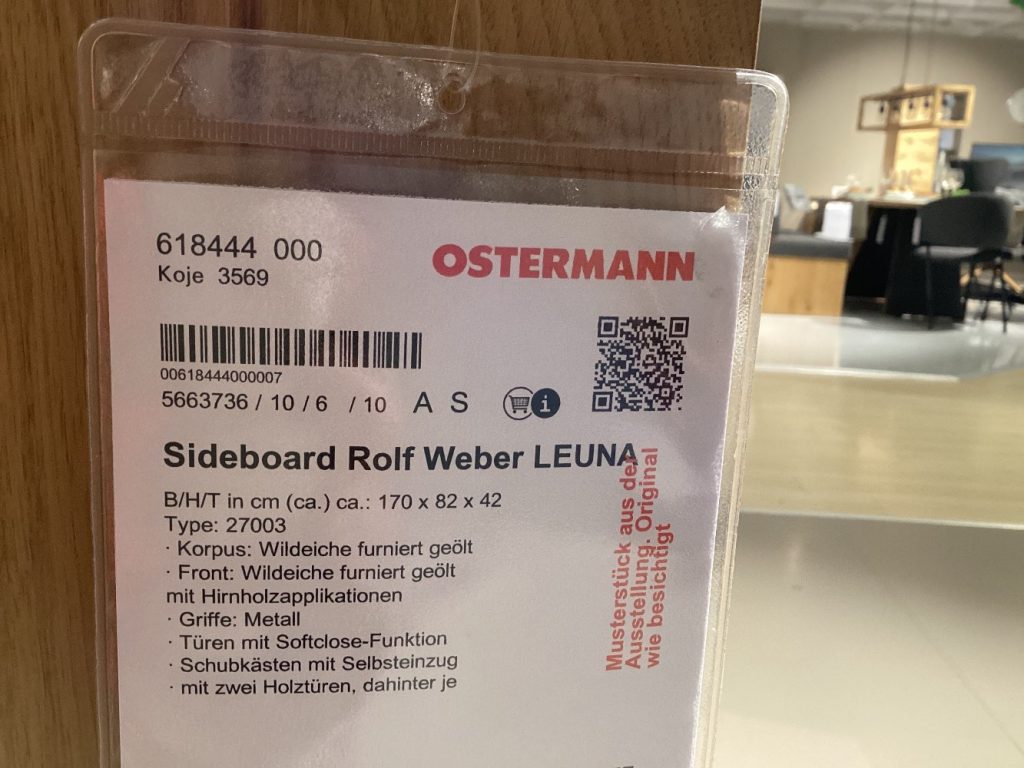 618444 000
Koje 3569
OSTERMANN
00618444000007
5663736 / 10 / 6 / 10 A S
i
Sideboard Rolf Weber LEUNA
B/H/T in cm (ca.) ca.: 170 x 82 x 42
Type: 27003
· Korpus: Wildeiche furniert geölt
· Front: Wildeiche furniert geölt
mit Hirnholzapplikationen
· Griffe: Metall
· Türen mit Softclose-Funktion
· Schubkästen mit Selbsteinzug
· mit zwei Holztüren, dahinter je
Musterstück aus der
Ausstellung. Original
wie besichtigt